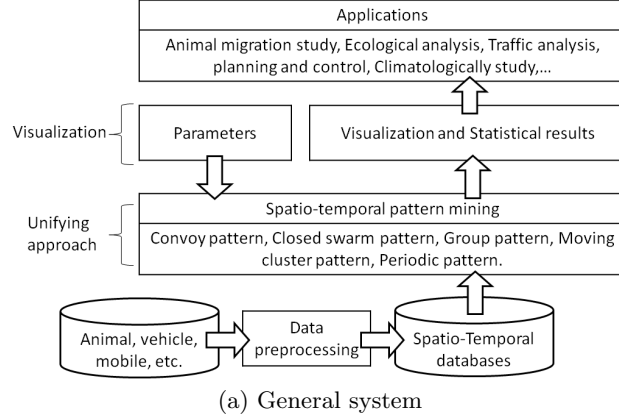 Applications
Animal migration study, Ecological analysis, Traffic analysis,
planning and control, Climatologically study,...
Visualization
Parameters
Visualization and Statistical results
Unifying
approach
Spatio-temporal pattern mining
Convoy pattern, Closed swarm pattern, Group pattern, Moving
cluster pattern, Periodic pattern.
Animal, vehicle,
mobile, etc.
Data
preprocessing
Spatio-Temporal
databases
(a) General system